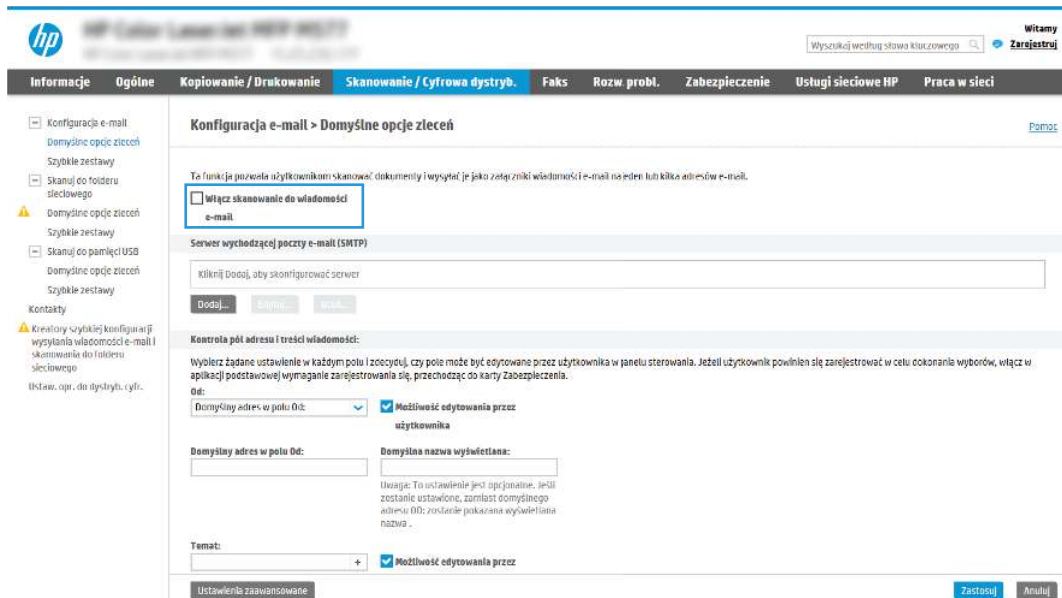 hp
Witamy
Wyszukaj według słowa kluczowego
Zarejestruj
Informacje Ogólne Kopiowanie / Drukowanie Skanowanie / Cyfrowa dystryb. Faks Rozw. probl. Zabezpieczenie Usługi sieciowe HP Praca w sieci
Konfiguracja e-mail
Domyślne opcje zleceń
Szybkie zestawy
Skanuj do folderu
sieciowego
Domyślne opcje zleceń
Szybkie zestawy
Skanuj do pamięci USB
Domyślne opcje zleceń
Szybkie zestawy
Kontakty
Kreatory szybkiej konfiguracji
wysyłania wiadomości e-mail i
skanowania do folderu
sieciowego
Ustaw. opr. do dystryb. cyfr.
Konfiguracja e-mail > Domyślne opcje zleceń
Pomoc
Ta funkcja pozwala użytkownikom skanować dokumenty i wysyłać je jako załączniki wiadomości e-mail na eden lub kilka adresów e-mail.
Włącz skanowanie do wiadomości
e-mail
Serwer wychodzącej poczty e-mail (SMTP)
Kliknij Dodaj, aby skonfigurować serwer
Dodaj...
Kontrola pól adresu i treści wiadomości:
Wybierz żądane ustawienie w każdym polu i zdecyduj, czy pole może być edytowane przez użytkownika w panelu sterowania. Jeżeli użytkownik powinien się zarejestrować w celu dokonania wyborów, włącz w
aplikacji podstawowej wymaganie zarejestrowania się, przechodząc do karty Zabezpieczenia.
Od:
Domyślny adres w polu Od:
Możliwość edytowania przez
użytkownika
Domyślny adres w polu Od:
Domyślna nazwa wyświetlana:
Uwaga: To ustawienie jest opcjonalne. Jeśli
zostanie ustawione, zamiast domyślnego
adresu OD: zostanie pokazana wyświetlana
nazwa .
Temat:
+
Możliwość edytowania przez
Ustawienia zaawansowane
Zastosuj
Anuluj